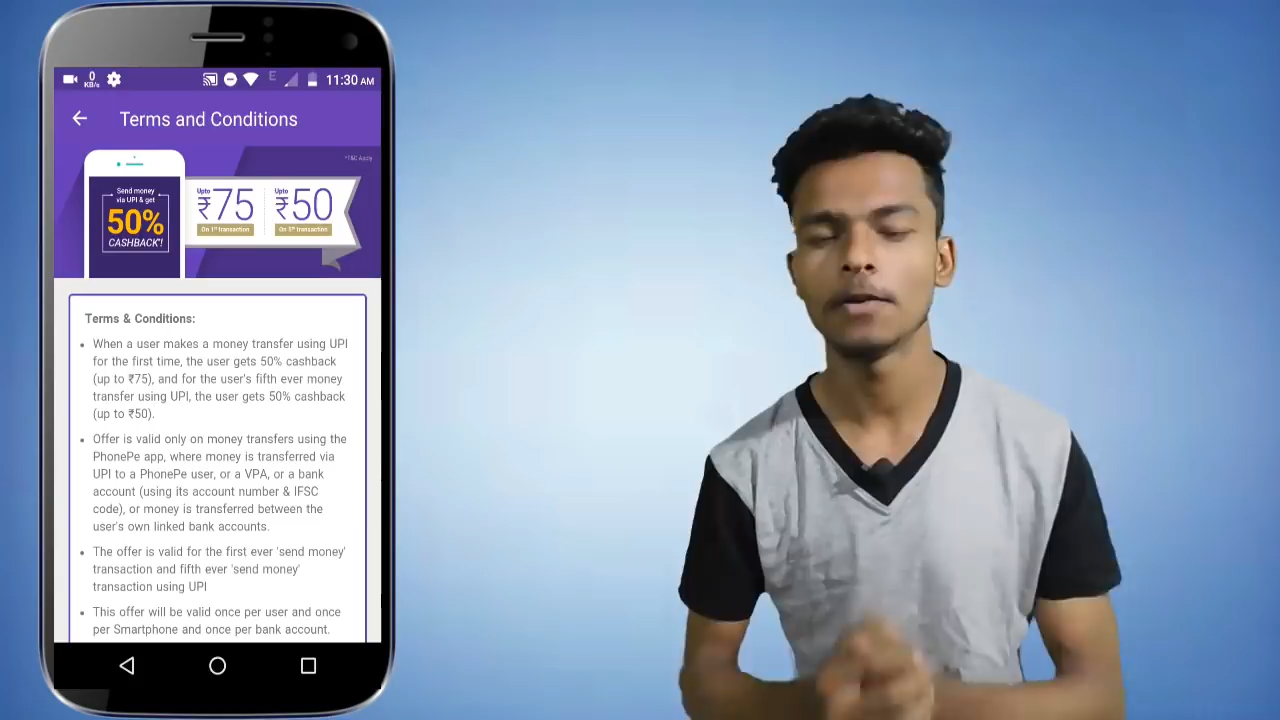 0
KB/s
E
11:30 AM
Terms and Conditions
*T&C Apply
Send money
via UPI & get
50%
CASHBACK*!
Upto
₹75
On 1st transaction
Upto
₹50
On 5th transaction
Terms & Conditions:
• When a user makes a money transfer using UPI
for the first time, the user gets 50% cashback
(up to ₹75), and for the user's fifth ever money
transfer using UPI, the user gets 50% cashback
(up to ₹50).
• Offer is valid only on money transfers using the
PhonePe app, where money is transferred via
UPI to a PhonePe user, or a VPA, or a bank
account (using its account number & IFSC
code), or money is transferred between the
user's own linked bank accounts.
• The offer is valid for the first ever 'send money'
transaction and fifth ever 'send money'
transaction using UPI
• This offer will be valid once per user and once
per Smartphone and once per bank account.